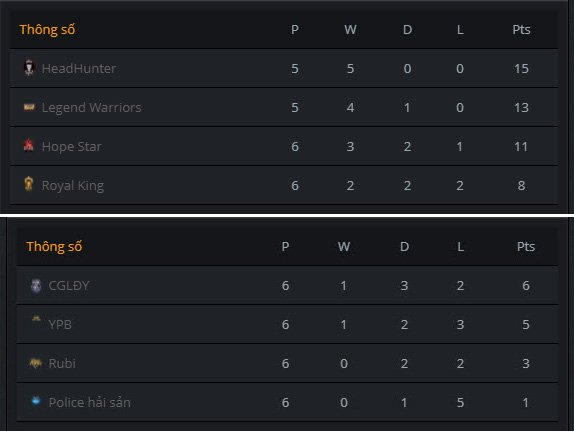 Thông số P W D L Pts
HeadHunter 5 5 0 0 15
Legend Warriors 5 4 1 0 13
Hope Star 6 3 2 1 11
Royal King 6 2 2 2 8
Thông số P W D L Pts
CGLĐY 6 1 3 2 6
YPB 6 1 2 3 5
Rubi 6 0 2 2 3
Police hải sản 6 0 1 5 1